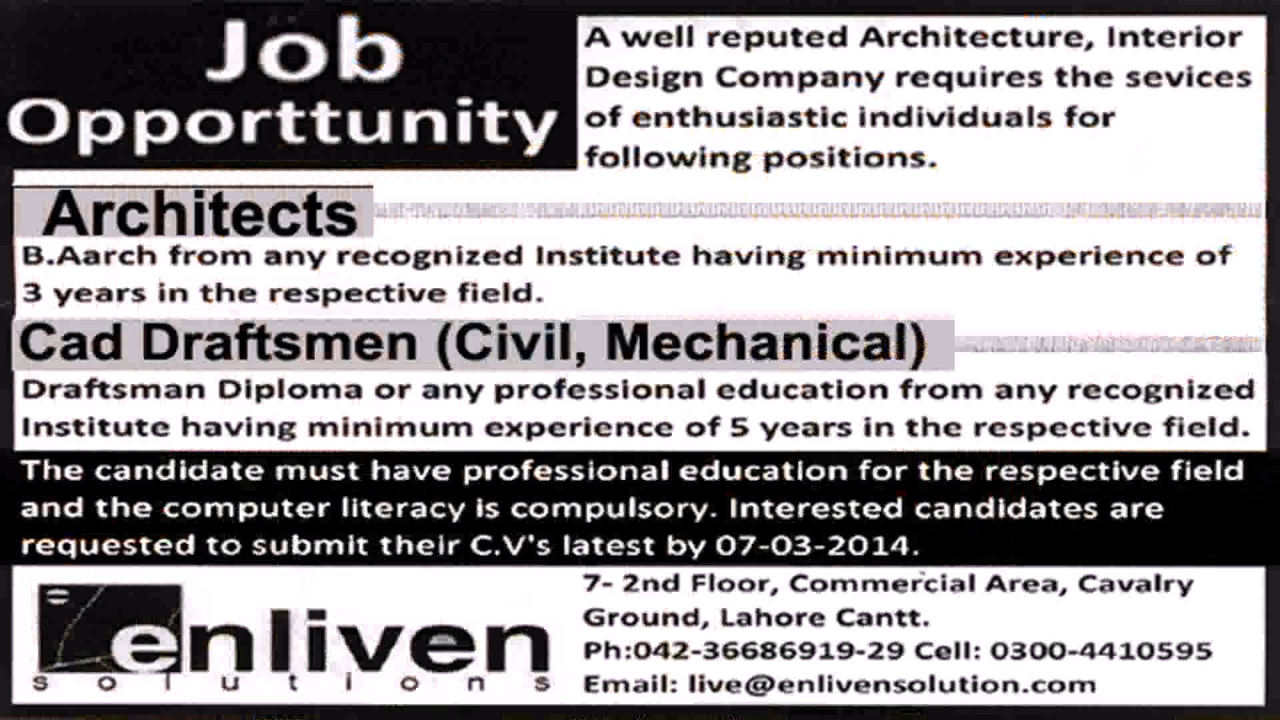 Job
Opporttunity
A well reputed Architecture, Interior
Design Company requires the sevices
of enthusiastic individuals for
following positions.
Architects
B.Aarch from any recognized Institute having minimum experience of
3 years in the respective field.
Cad Draftsmen (Civil, Mechanical)
Draftsman Diploma or any professional education from any recognized
Institute having minimum experience of 5 years in the respective field.
The candidate must have professional education for the respective field
and the computer literacy is compulsory. Interested candidates are
requested to submit their C.V's latest by 07-03-2014.
enliven
solutions
7- 2nd Floor, Commercial Area, Cavalry
Ground, Lahore Cantt.
Ph:042-36686919-29 Cell: 0300-4410595
Email: live@enlivensolution.com